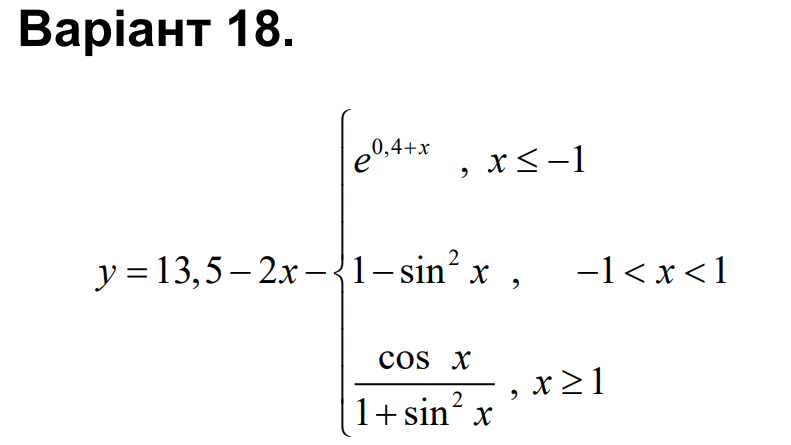 Варіант 18.
e^{0,4+x} , x ≤ −1
y = 13,5 − 2x − { 1 − sin² x , −1 < x < 1
cos x
1 + sin² x , x ≥ 1